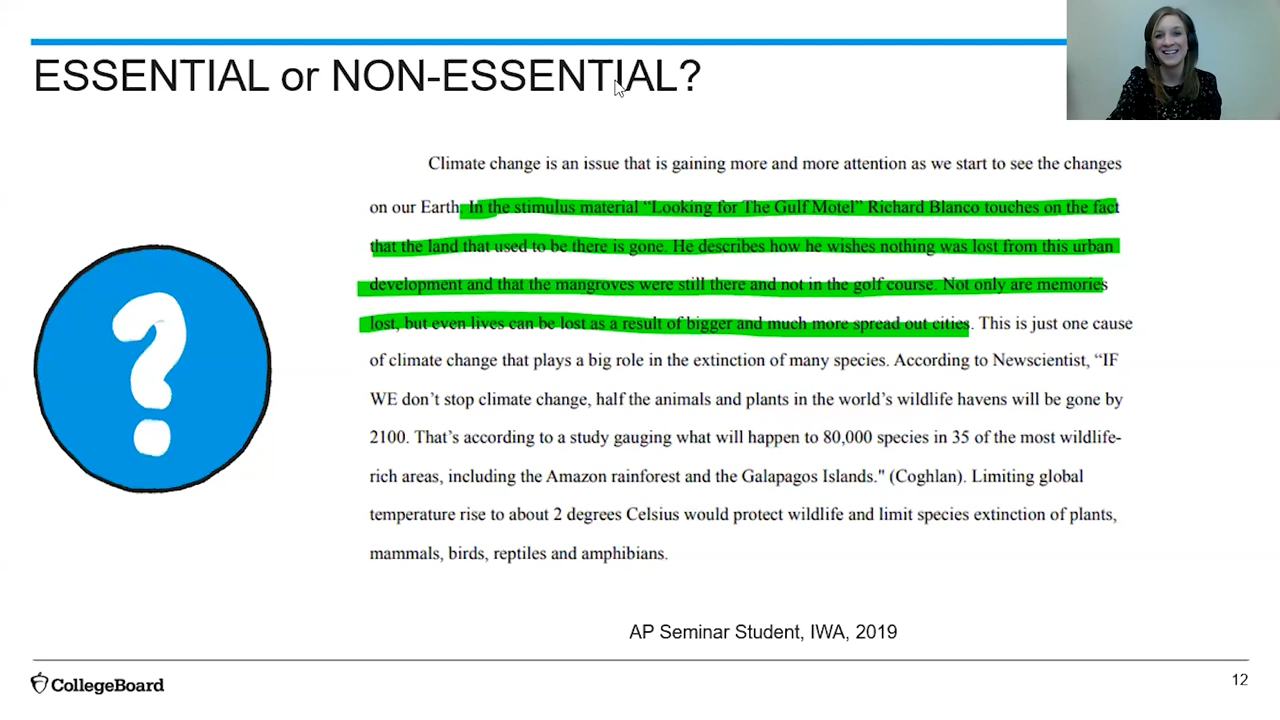 ESSENTIAL or NON-ESSENTIAL?
Climate change is an issue that is gaining more and more attention as we start to see the changes
on our Earth. In the stimulus material “Looking for The Gulf Motel” Richard Blanco touches on the fact
that the land that used to be there is gone. He describes how he wishes nothing was lost from this urban
development and that the mangroves were still there and not in the golf course. Not only are memories
lost, but even lives can be lost as a result of bigger and much more spread out cities. This is just one cause
of climate change that plays a big role in the extinction of many species. According to Newscientist, “IF
WE don’t stop climate change, half the animals and plants in the world’s wildlife havens will be gone by
2100. That’s according to a study gauging what will happen to 80,000 species in 35 of the most wildlife-
rich areas, including the Amazon rainforest and the Galapagos Islands." (Coghlan). Limiting global
temperature rise to about 2 degrees Celsius would protect wildlife and limit species extinction of plants,
mammals, birds, reptiles and amphibians.
AP Seminar Student, IWA, 2019
CollegeBoard
12